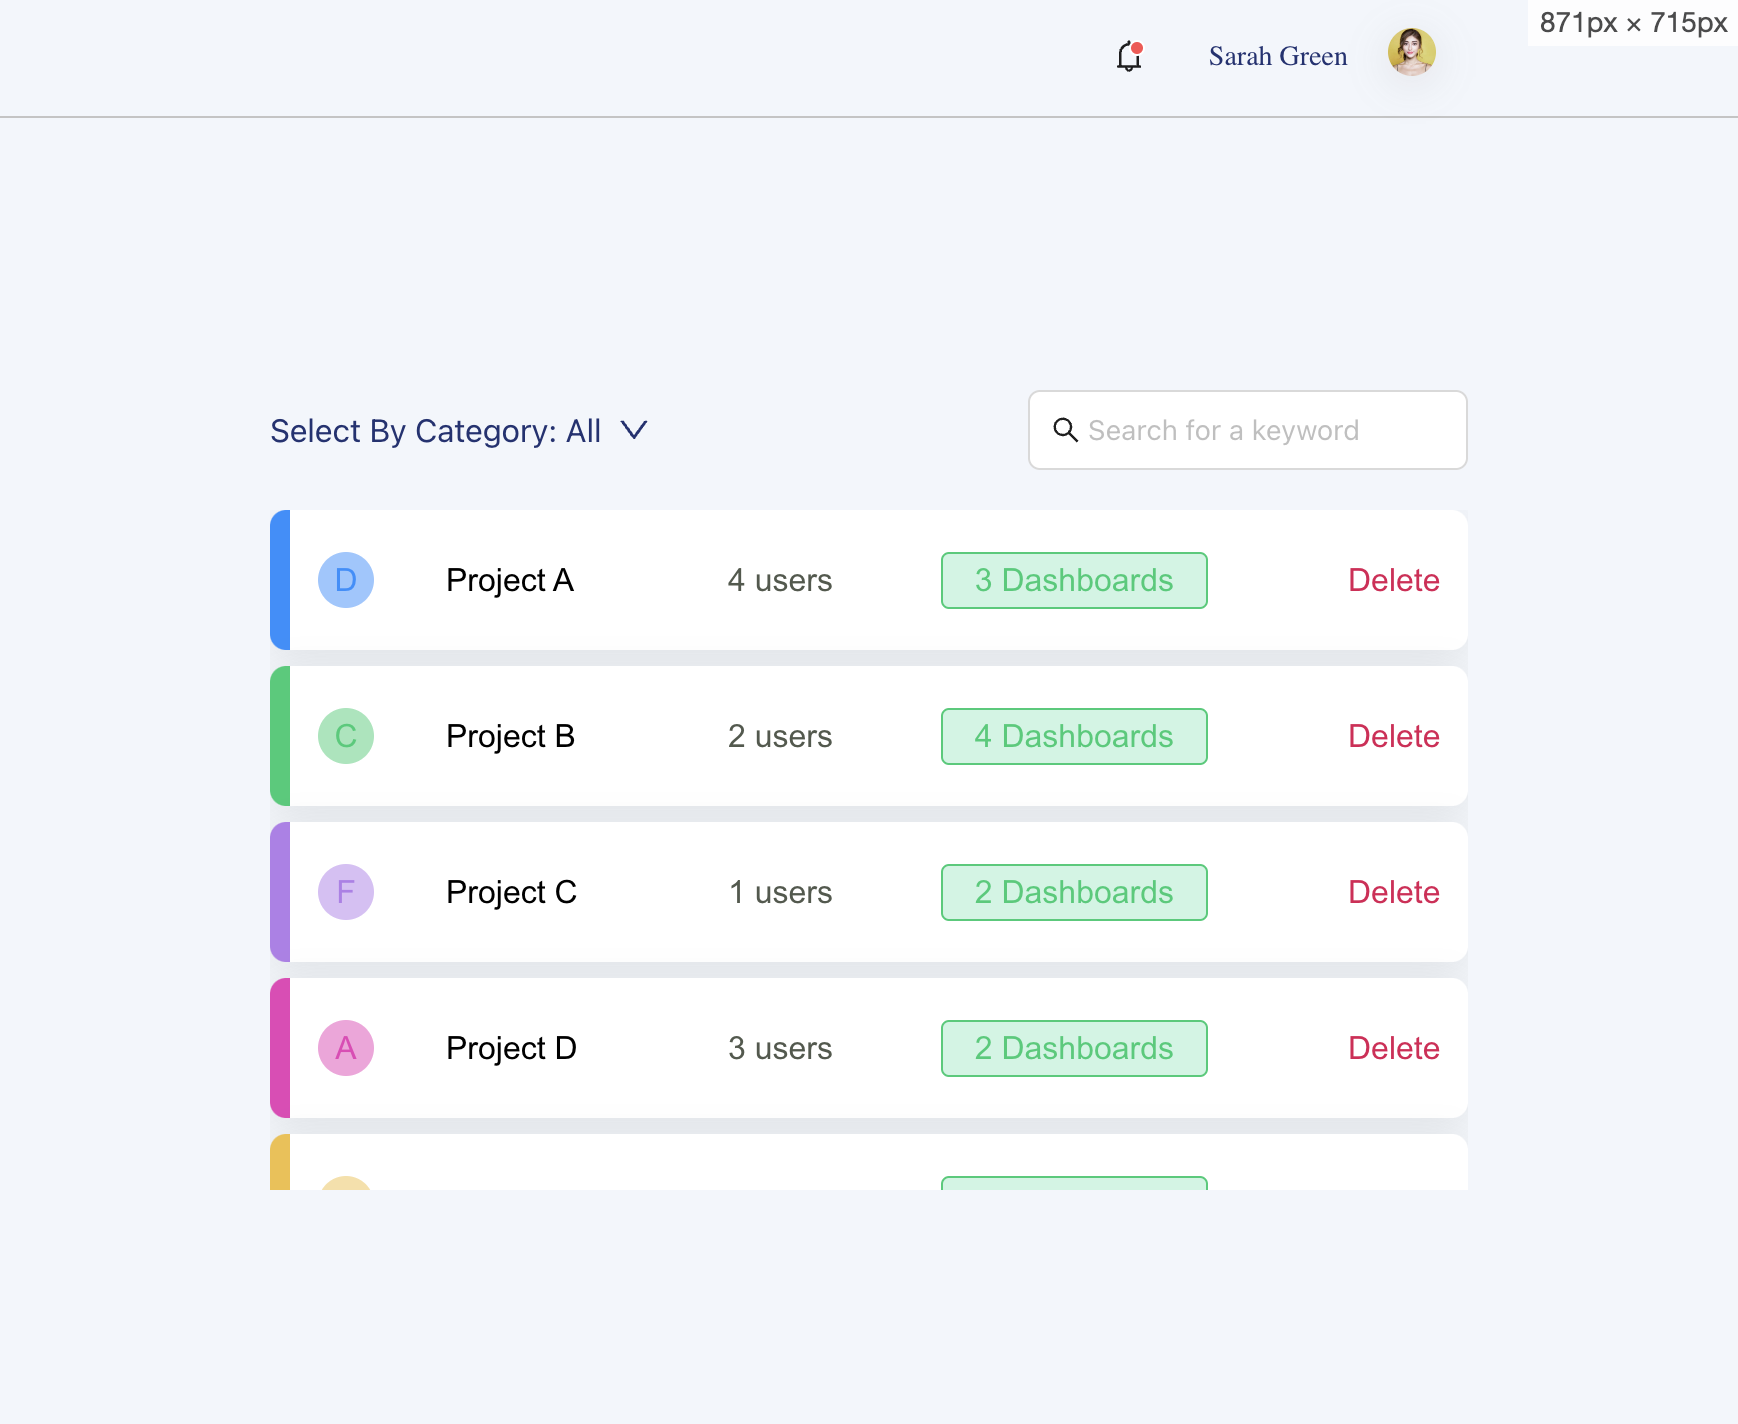 871px × 715px
Sarah Green
Select By Category: All
Search for a keyword
D Project A 4 users 3 Dashboards Delete
C Project B 2 users 4 Dashboards Delete
F Project C 1 users 2 Dashboards Delete
A Project D 3 users 2 Dashboards Delete